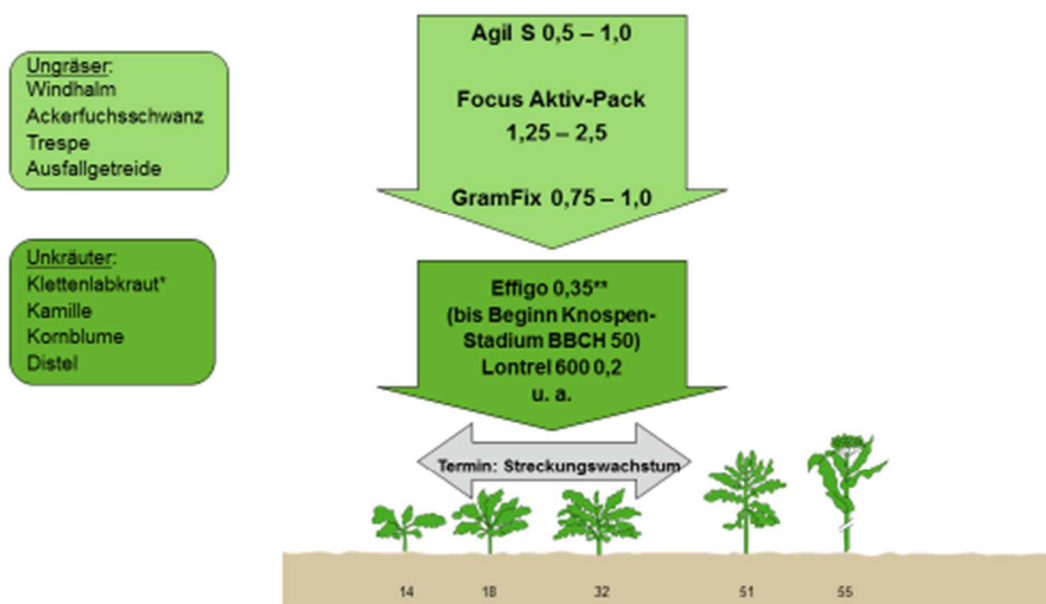 Ungräser:
Windhalm
Ackerfuchsschwanz
Trespe
Ausfallgetreide
Agil S 0,5 – 1,0
Focus Aktiv-Pack
1,25 – 2,5
GramFix 0,75 – 1,0
Unkräuter:
Klettenlabkraut*
Kamille
Kornblume
Distel
Effigo 0,35**
(bis Beginn Knospen-
Stadium BBCH 50)
Lontrel 600 0,2
u. a.
Termin: Streckungswachstum
14 18 32 51 55